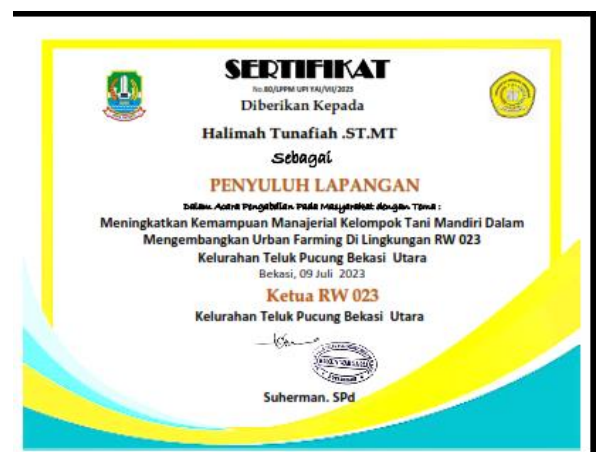 SERTIFIKAT
No.80/LPPM UPI YAI/VII/2023
Diberikan Kepada
Halimah Tunafiah .ST.MT
Sebagai
PENYULUH LAPANGAN
Dalam Acara Pengabdian Pada Masyarakat dengan Tema :
Meningkatkan Kemampuan Manajerial Kelompok Tani Mandiri Dalam
Mengembangkan Urban Farming Di Lingkungan RW 023
Kelurahan Teluk Pucung Bekasi Utara
Bekasi, 09 Juli 2023
Ketua RW 023
Kelurahan Teluk Pucung Bekasi Utara
Suherman. SPd